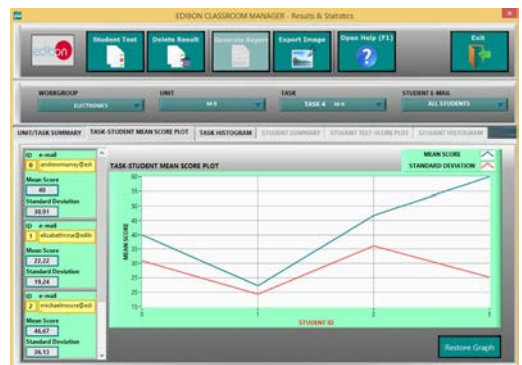 EDIBON CLASSROOM MANAGER - Results & Statistics
edibon
Student Test
Delete Result
Generate Report
Export Image
Open Help (F1)
Exit
WORKGROUP
UNIT
TASK
STUDENT E-MAIL
ELECTRONICS
M-9
TASK 4 M-9
ALL STUDENTS
UNIT/TASK SUMMARY
TASK-STUDENT MEAN SCORE PLOT
TASK HISTOGRAM
STUDENT SUMMARY
STUDENT TEST-SCORE PLOT
STUDENT HISTOGRAM
ID e-mail
0
Mean Score
40
Standard Deviation
30,91
ID e-mail
1
Mean Score
22,22
Standard Deviation
19,24
ID e-mail
2
Mean Score
46,67
Standard Deviation
36,13
TASK-STUDENT MEAN SCORE PLOT
MEAN SCORE
STANDARD DEVIATION
MEAN SCORE
60
55
50
45
40
35
30
25
20
15
0
1
2
3
STUDENT ID
Restore Graph